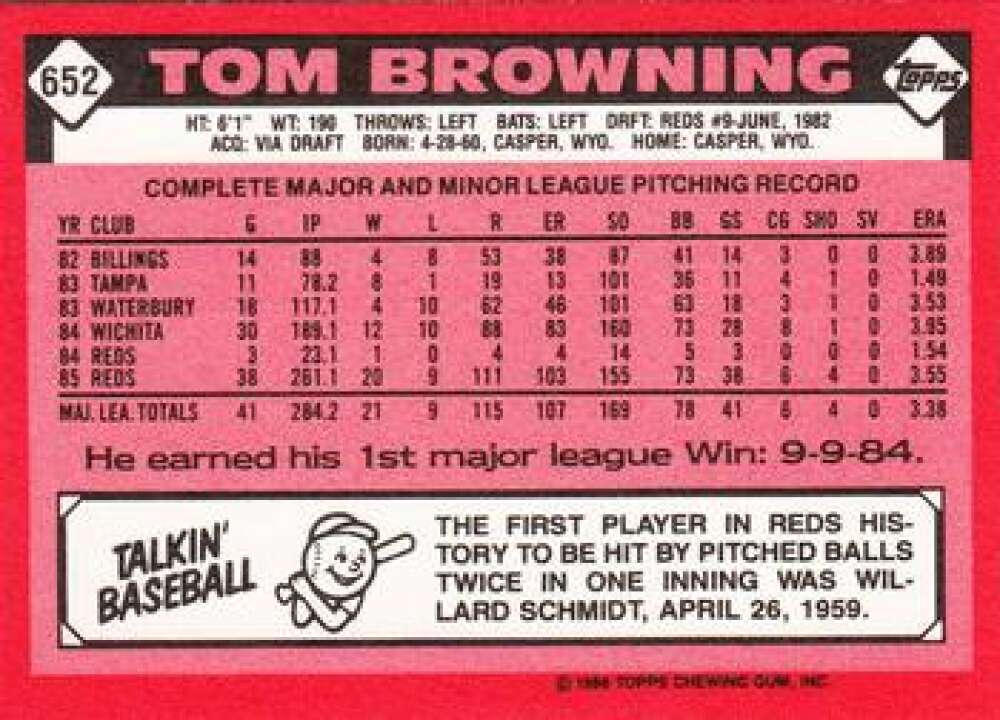 652 TOM BROWNING Topps
HT: 6'1" WT: 190 THROWS: LEFT BATS: LEFT DRFT: REDS #9-JUNE, 1982
ACQ: VIA DRAFT BORN: 4-28-60, CASPER, WYO. HOME: CASPER, WYO.
COMPLETE MAJOR AND MINOR LEAGUE PITCHING RECORD
YR CLUB G IP W L R ER SO BB GS CG SHO SV ERA
82 BILLINGS 14 88 4 8 53 38 87 41 14 3 0 0 3.89
83 TAMPA 11 78.2 8 1 19 13 101 36 11 4 1 0 1.49
83 WATERBURY 18 117.1 4 10 62 46 101 63 18 3 1 0 3.53
84 WICHITA 30 189.1 12 10 88 83 160 73 28 8 1 0 3.95
84 REDS 3 23.1 1 0 4 4 14 5 3 0 0 0 1.54
85 REDS 38 261.1 20 9 111 103 155 73 38 6 4 0 3.55
MAJ. LEA. TOTALS 41 284.2 21 9 115 107 169 78 41 6 4 0 3.38
He earned his 1st major league Win: 9-9-84.
TALKIN'
BASEBALL
THE FIRST PLAYER IN REDS HIS-
TORY TO BE HIT BY PITCHED BALLS
TWICE IN ONE INNING WAS WIL-
LARD SCHMIDT, APRIL 26, 1959.
© 1986 TOPPS CHEWING GUM, INC.